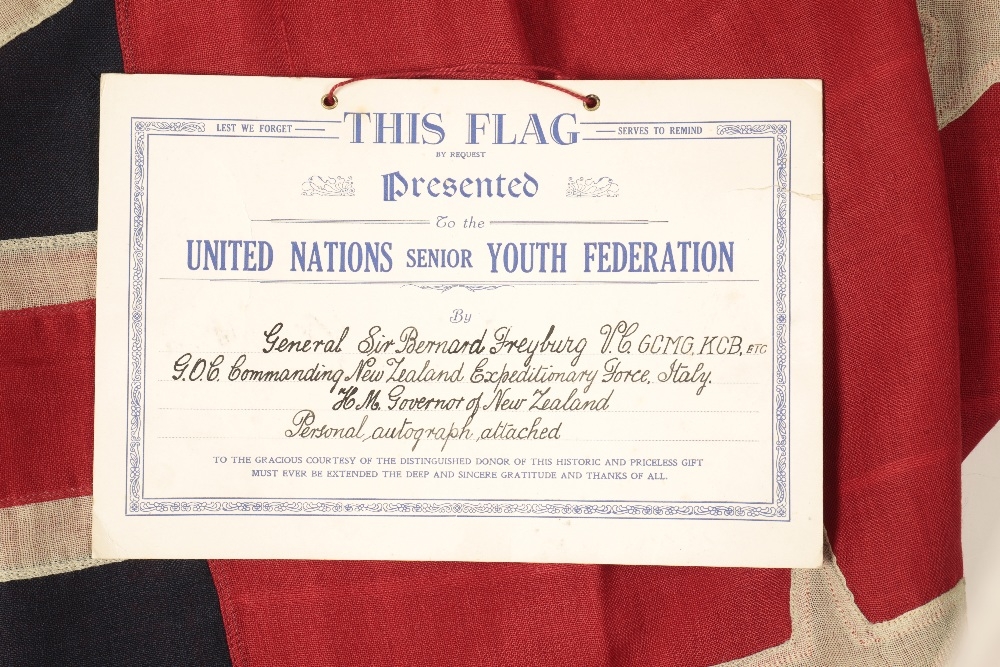 LEST WE FORGET THIS FLAG SERVES TO REMIND
BY REQUEST
Presented
To the
UNITED NATIONS SENIOR YOUTH FEDERATION
By
General Sir Bernard Freyburg V.C. GCMG, KCB, ETC
G.O.C. Commanding New Zealand Expeditionary Force, Italy.
H.M. Governor of New Zealand
Personal autograph attached
TO THE GRACIOUS COURTESY OF THE DISTINGUISHED DONOR OF THIS HISTORIC AND PRICELESS GIFT
MUST EVER BE EXTENDED THE DEEP AND SINCERE GRATITUDE AND THANKS OF ALL.